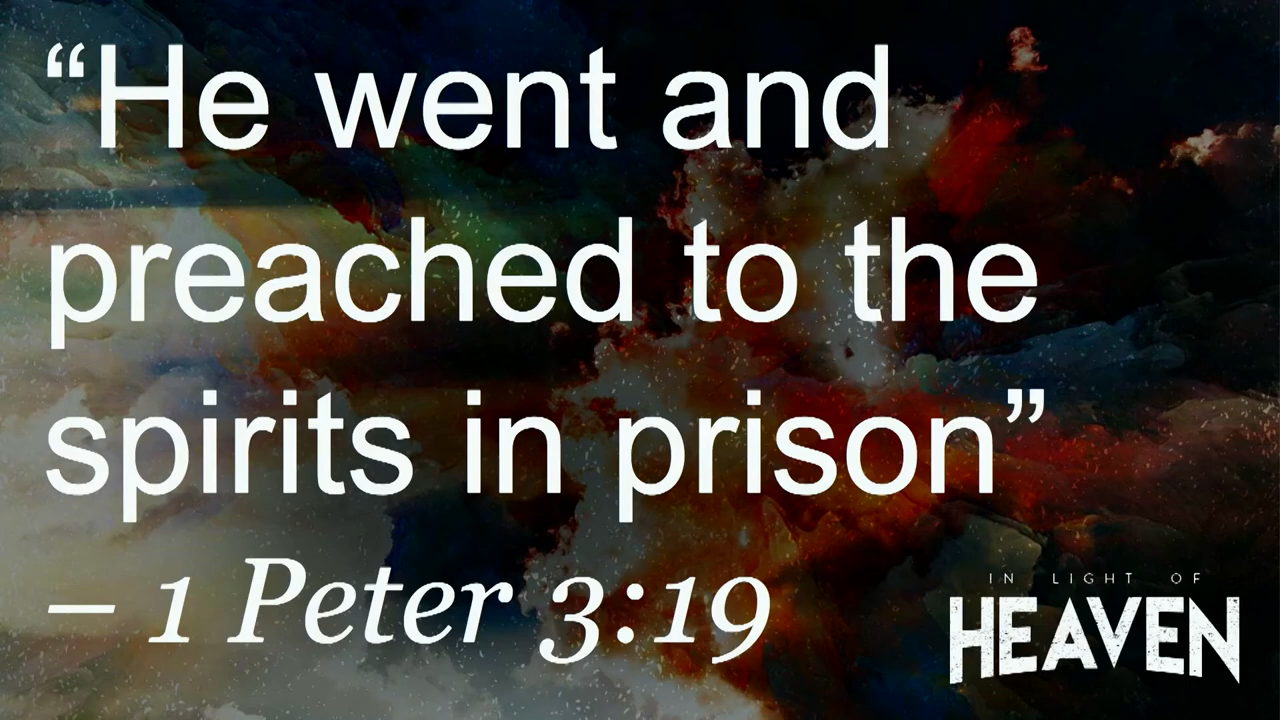 “He went and
preached to the
spirits in prison”
– 1 Peter 3:19
IN LIGHT OF
HEAVEN